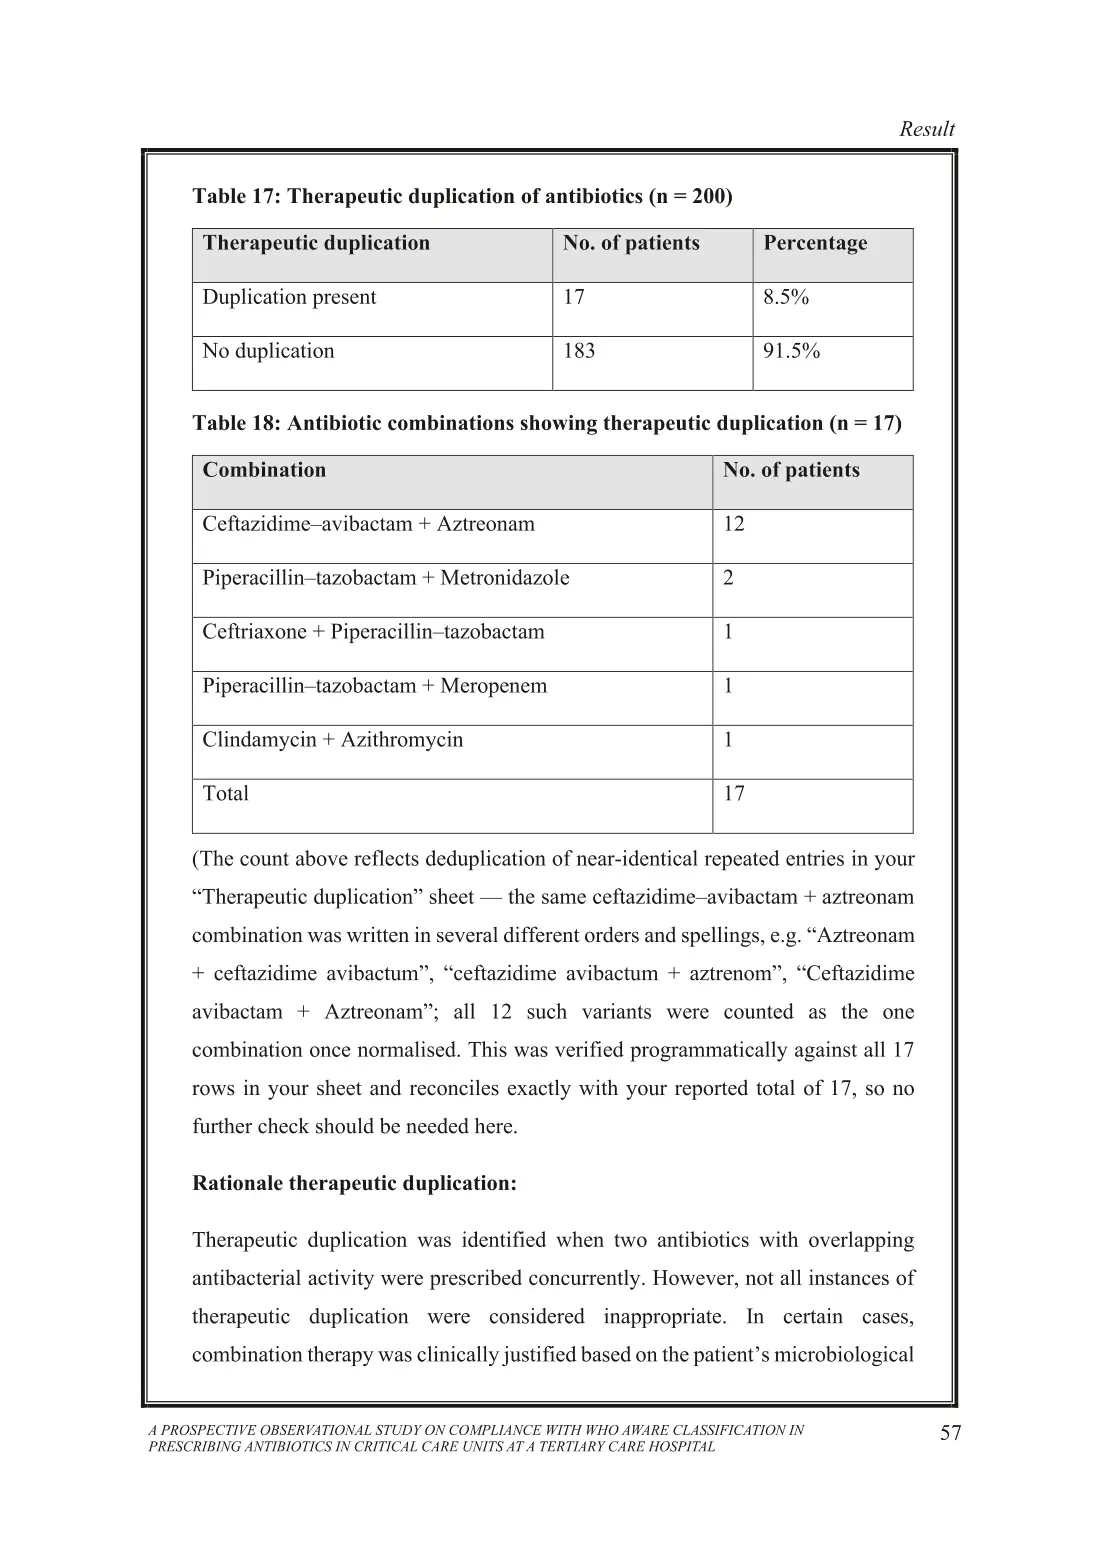 Result
Table 17: Therapeutic duplication of antibiotics (n = 200)
Therapeutic duplication No. of patients Percentage
Duplication present 17 8.5%
No duplication 183 91.5%
Table 18: Antibiotic combinations showing therapeutic duplication (n = 17)
Combination No. of patients
Ceftazidime–avibactam + Aztreonam 12
Piperacillin–tazobactam + Metronidazole 2
Ceftriaxone + Piperacillin–tazobactam 1
Piperacillin–tazobactam + Meropenem 1
Clindamycin + Azithromycin 1
Total 17
(The count above reflects deduplication of near-identical repeated entries in your
“Therapeutic duplication” sheet — the same ceftazidime–avibactam + aztreonam
combination was written in several different orders and spellings, e.g. “Aztreonam
+ ceftazidime avibactum”, “ceftazidime avibactum + aztrenom”, “Ceftazidime
avibactam + Aztreonam”; all 12 such variants were counted as the one
combination once normalised. This was verified programmatically against all 17
rows in your sheet and reconciles exactly with your reported total of 17, so no
further check should be needed here.
Rationale therapeutic duplication:
Therapeutic duplication was identified when two antibiotics with overlapping
antibacterial activity were prescribed concurrently. However, not all instances of
therapeutic duplication were considered inappropriate. In certain cases,
combination therapy was clinically justified based on the patient’s microbiological
A PROSPECTIVE OBSERVATIONAL STUDY ON COMPLIANCE WITH WHO AWARE CLASSIFICATION IN
PRESCRIBING ANTIBIOTICS IN CRITICAL CARE UNITS AT A TERTIARY CARE HOSPITAL
57